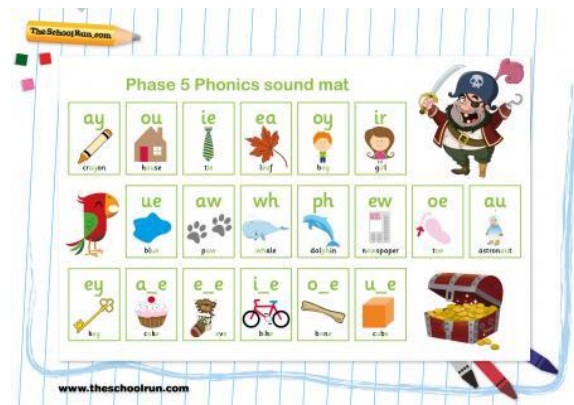 TheSchoolRun.com
Phase 5 Phonics sound mat
ay ou ie ea oy ir
crayon house tie leaf boy girl
ue aw wh ph ew oe au
blue paw whale dolphin newspaper toe astronaut
ey a_e e_e i_e o_e u_e
key cake eve bike bone cube
www.theschoolrun.com